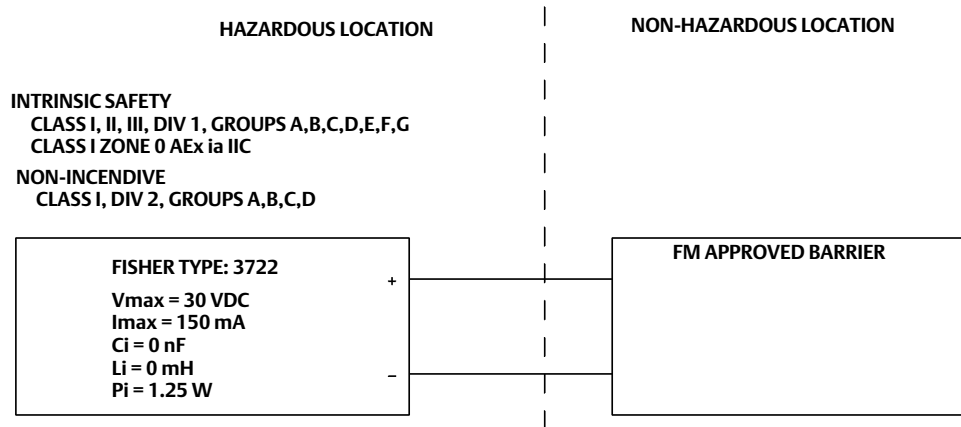 HAZARDOUS LOCATION
NON-HAZARDOUS LOCATION
INTRINSIC SAFETY
CLASS I, II, III, DIV 1, GROUPS A,B,C,D,E,F,G
CLASS I ZONE 0 AEx ia IIC
NON-INCENDIVE
CLASS I, DIV 2, GROUPS A,B,C,D
FISHER TYPE: 3722
Vmax = 30 VDC
Imax = 150 mA
Ci = 0 nF
Li = 0 mH
Pi = 1.25 W
+
–
FM APPROVED BARRIER